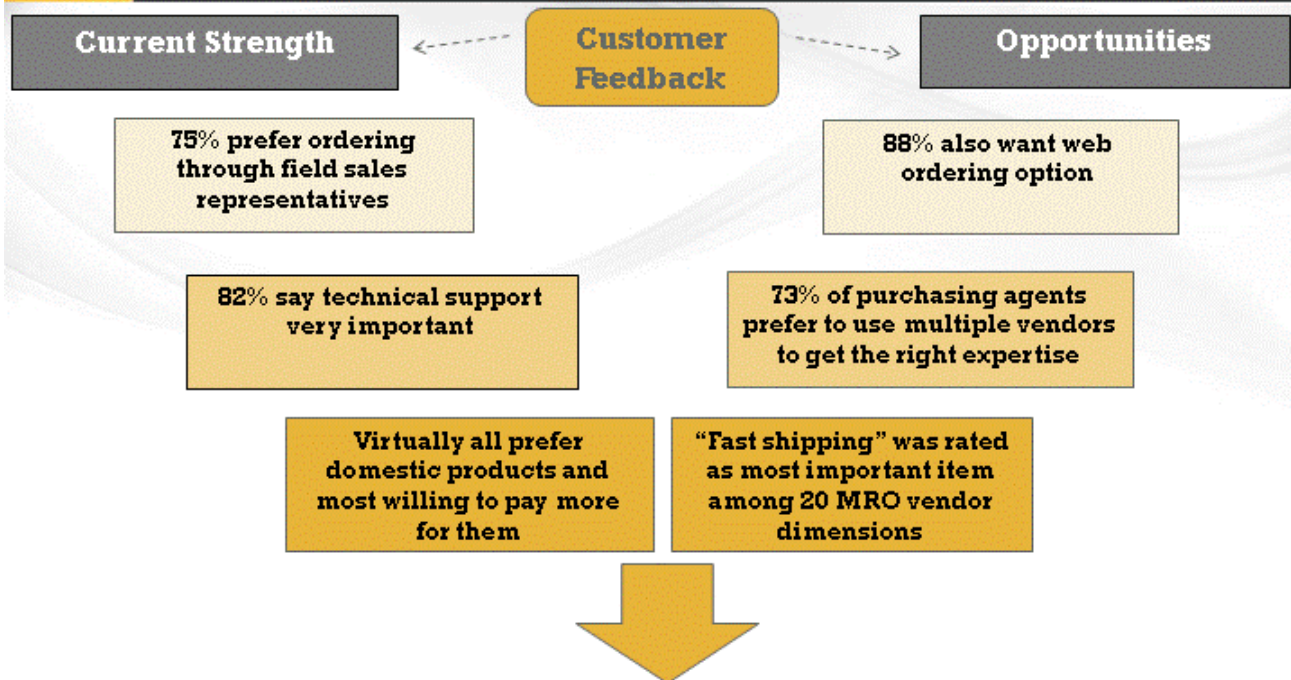 Current Strength
Customer
Feedback
Opportunities
75% prefer ordering
through field sales
representatives
88% also want web
ordering option
82% say technical support
very important
73% of purchasing agents
prefer to use multiple vendors
to get the right expertise
Virtually all prefer
domestic products and
most willing to pay more
for them
“Fast shipping” was rated
as most important item
among 20 MRO vendor
dimensions